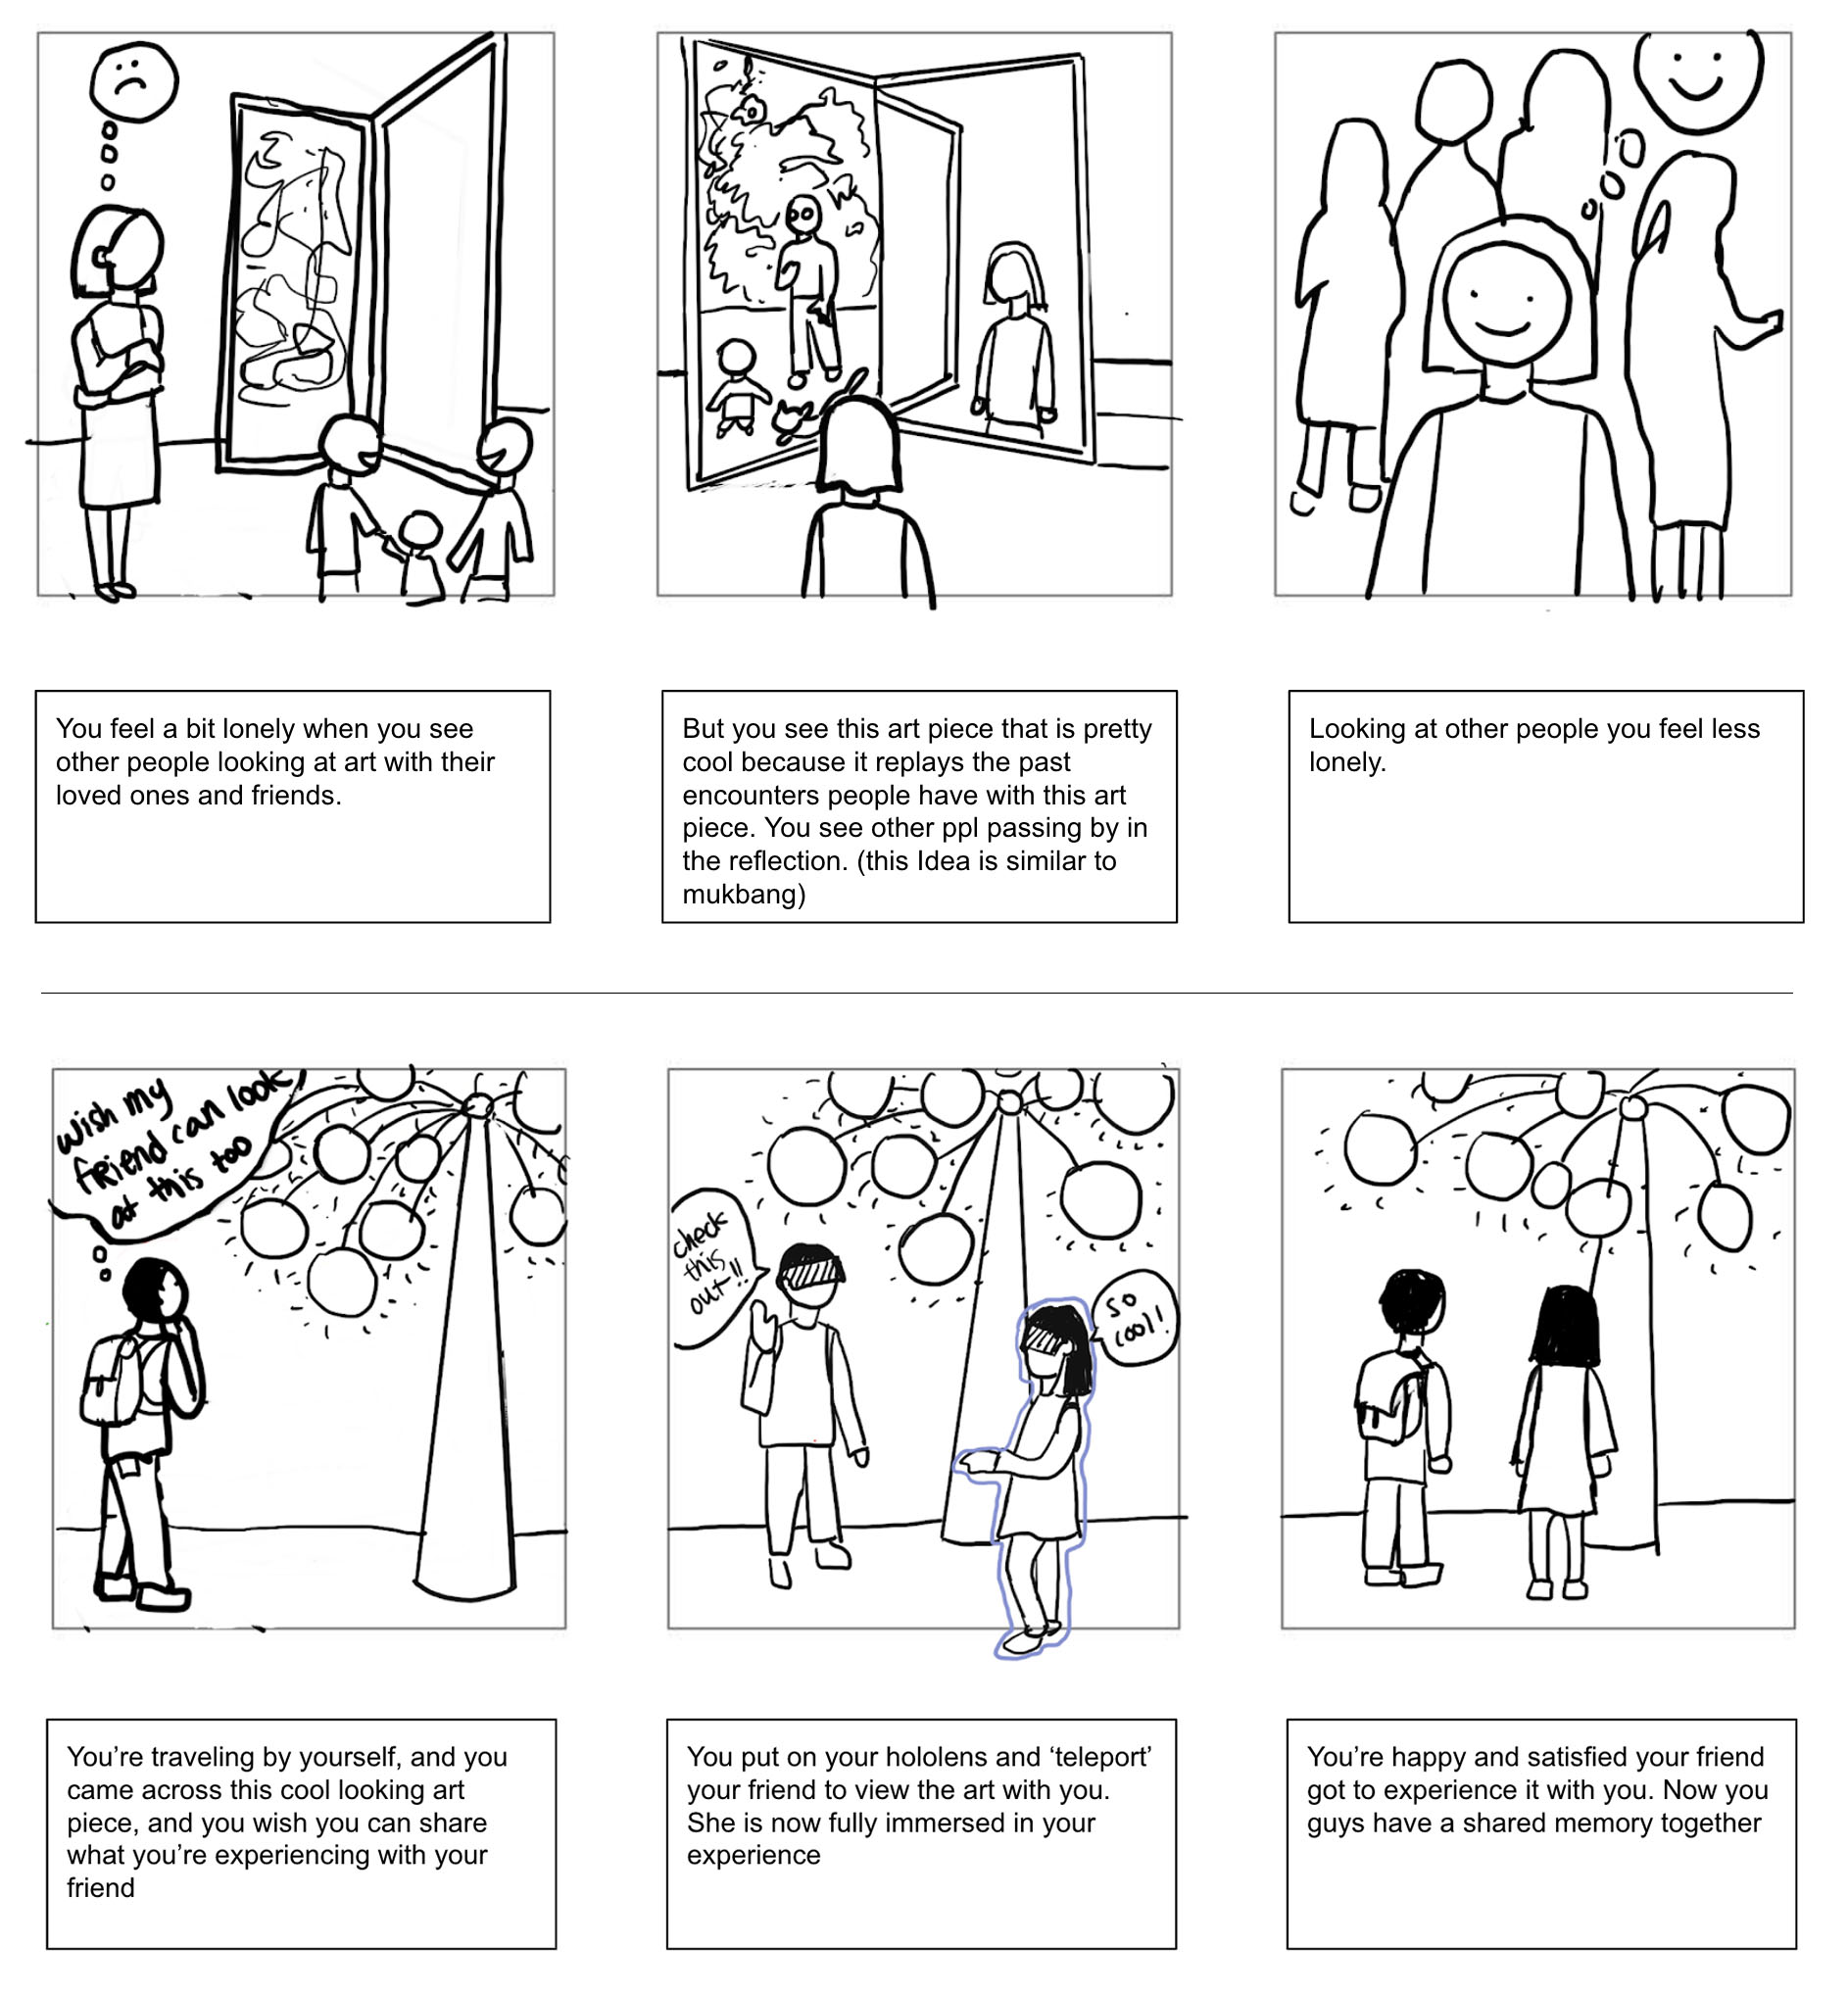 You feel a bit lonely when you see
other people looking at art with their
loved ones and friends.
But you see this art piece that is pretty
cool because it replays the past
encounters people have with this art
piece. You see other ppl passing by in
the reflection. (this Idea is similar to
mukbang)
Looking at other people you feel less
lonely.
wish my
friend can look
at this too
check
this
out!!
so
cool!
You’re traveling by yourself, and you
came across this cool looking art
piece, and you wish you can share
what you’re experiencing with your
friend
You put on your hololens and ‘teleport’
your friend to view the art with you.
She is now fully immersed in your
experience
You’re happy and satisfied your friend
got to experience it with you. Now you
guys have a shared memory together